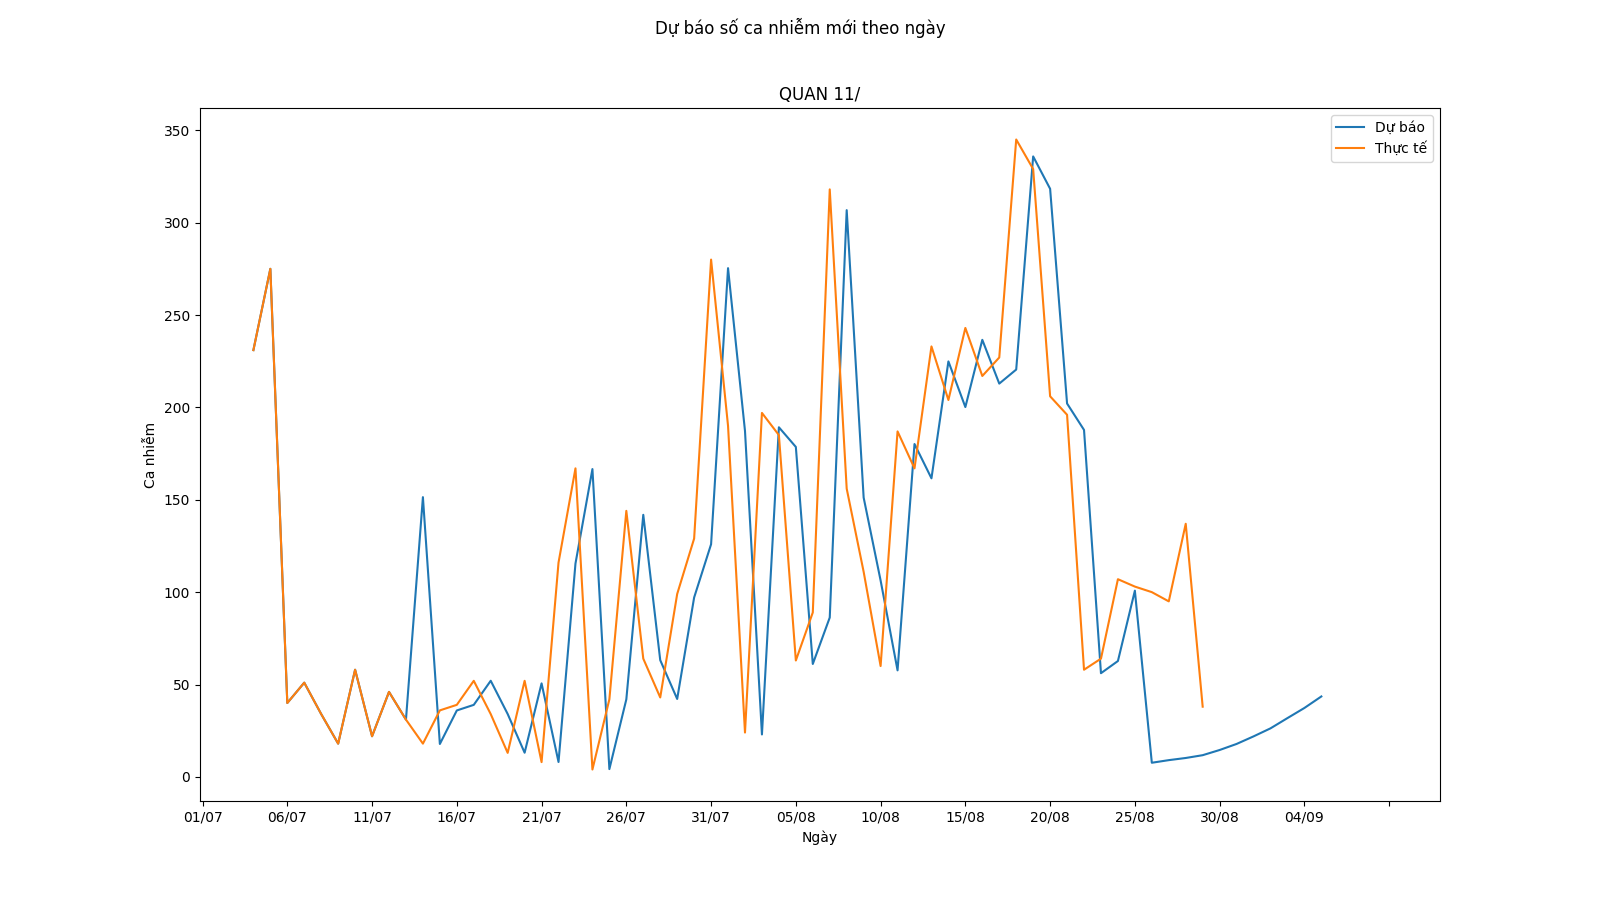 Dự báo số ca nhiễm mới theo ngày
QUAN 11/
Dự báo
Thực tế
350
300
250
200
150
100
50
0
Ca nhiễm
01/07 06/07 11/07 16/07 21/07 26/07 31/07 05/08 10/08 15/08 20/08 25/08 30/08 04/09
Ngày